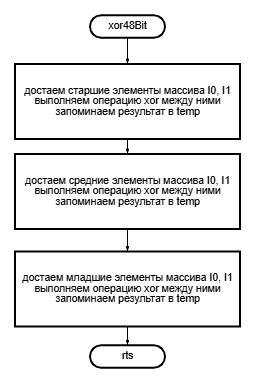 xor48Bit
достаем старшие элементы массива I0, I1
выполняем операцию xor между ними
запоминаем результат в temp
достаем средние элементы массива I0, I1
выполняем операцию xor между ними
запоминаем результат в temp
достаем младшие элементы массива I0, I1
выполняем операцию xor между ними
запоминаем результат в temp
rts